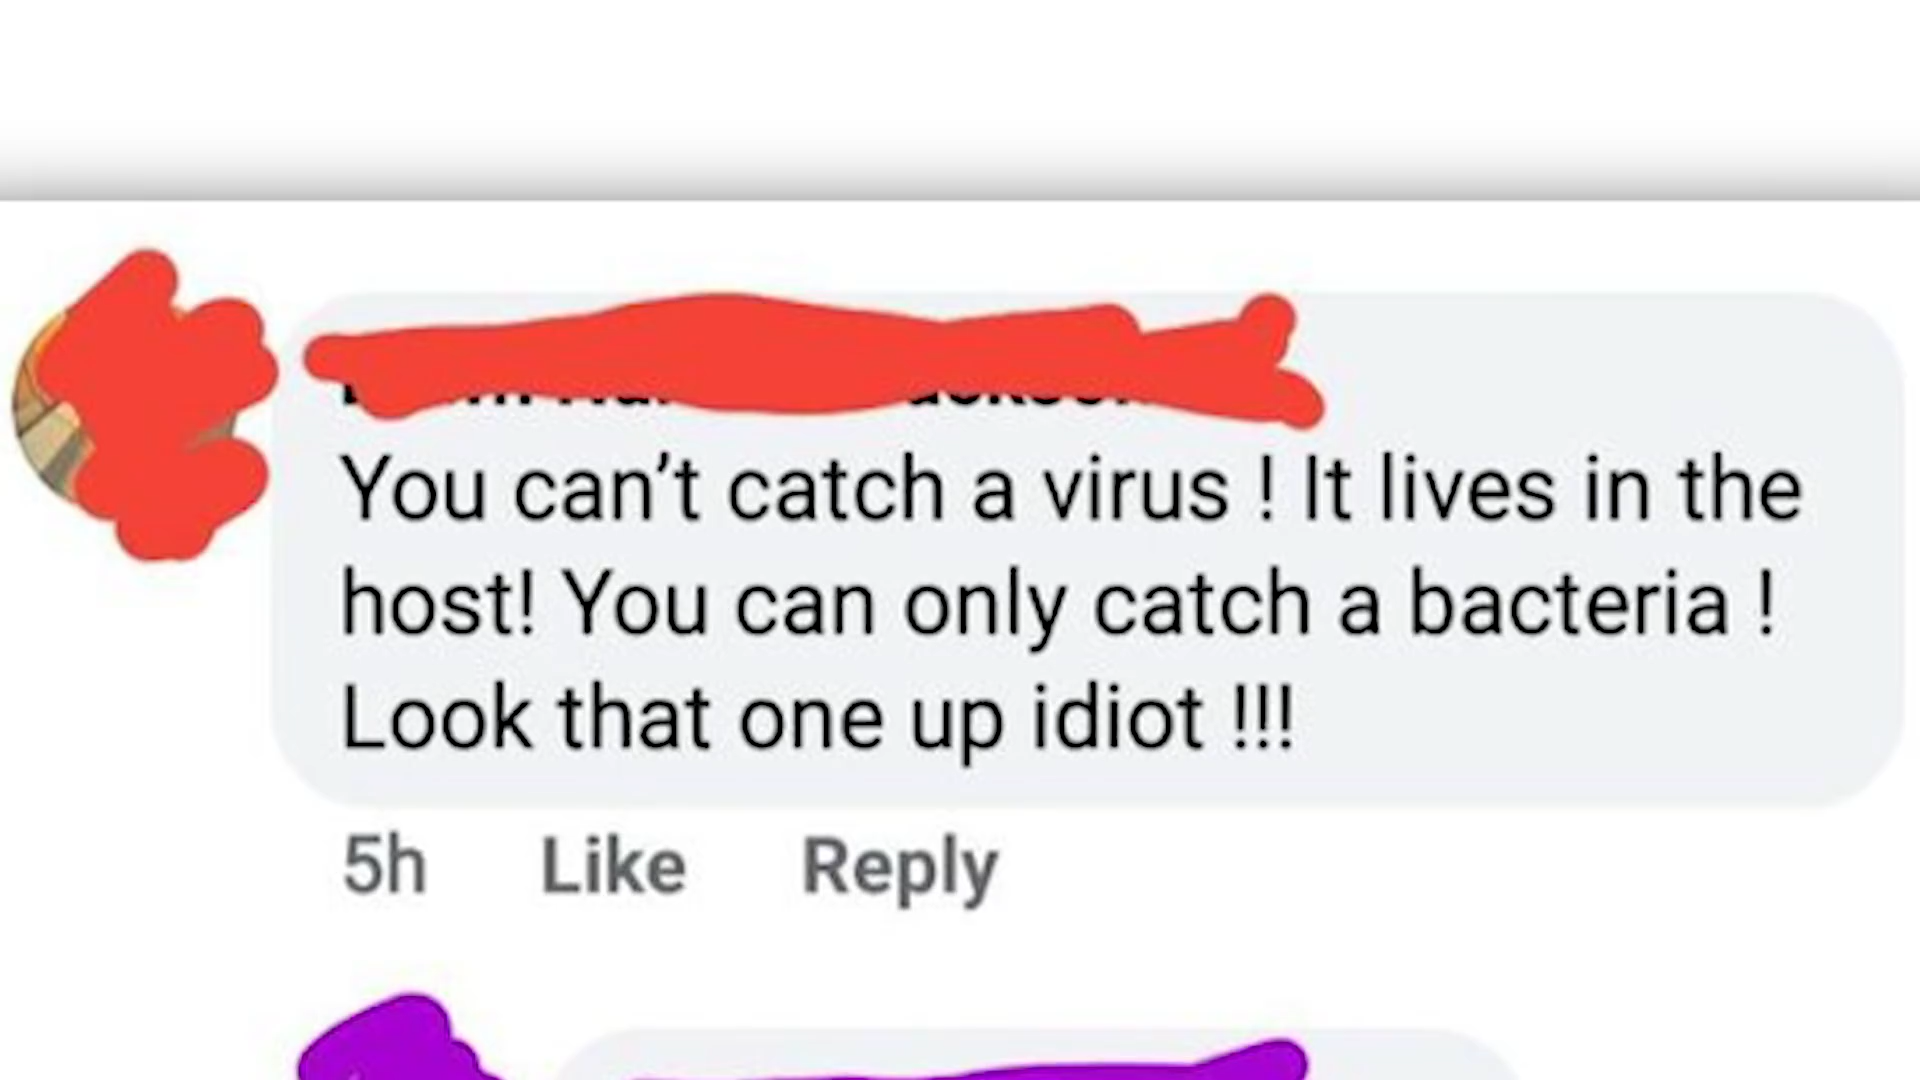 You can't catch a virus ! It lives in the
host! You can only catch a bacteria !
Look that one up idiot !!!
5h Like Reply